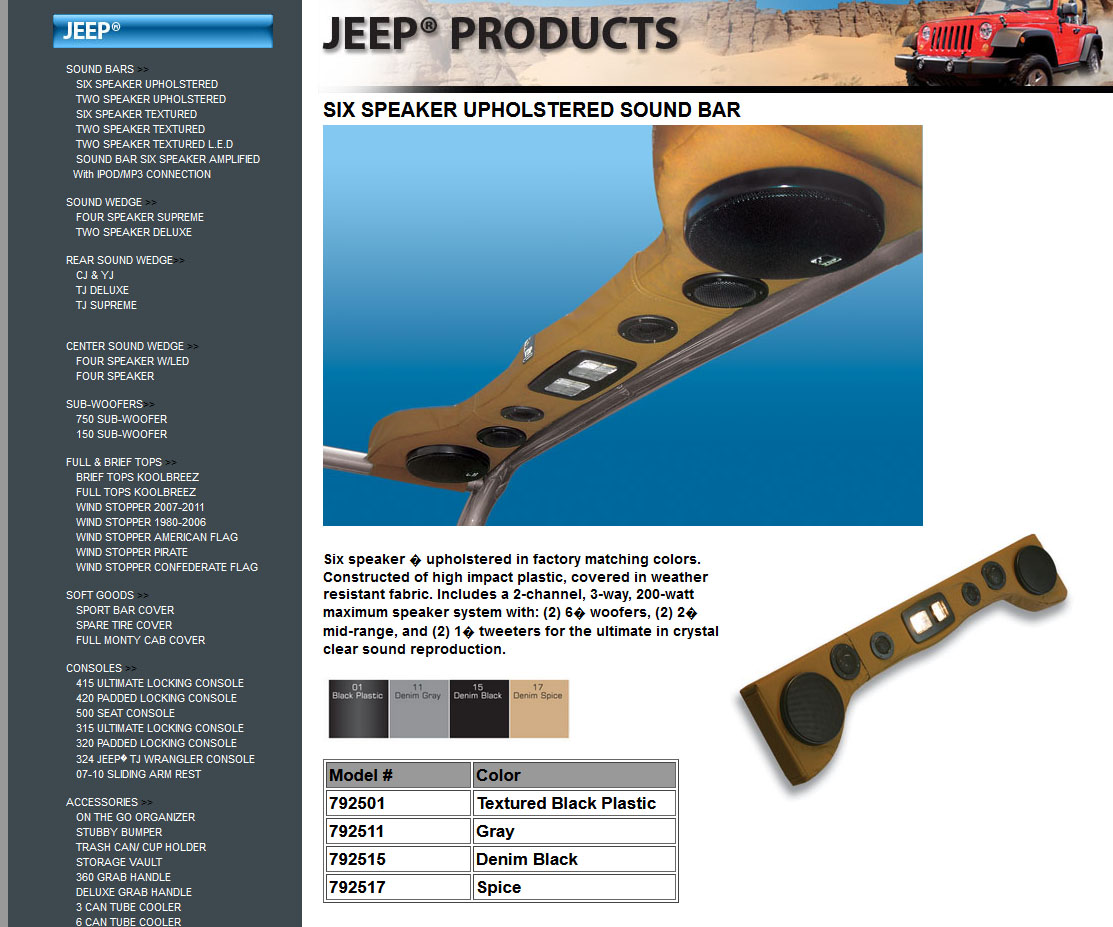 JEEP®
SOUND BARS >>
SIX SPEAKER UPHOLSTERED
TWO SPEAKER UPHOLSTERED
SIX SPEAKER TEXTURED
TWO SPEAKER TEXTURED
TWO SPEAKER TEXTURED L.E.D
SOUND BAR SIX SPEAKER AMPLIFIED
With IPOD/MP3 CONNECTION
SOUND WEDGE >>
FOUR SPEAKER SUPREME
TWO SPEAKER DELUXE
REAR SOUND WEDGE>>
CJ & YJ
TJ DELUXE
TJ SUPREME
CENTER SOUND WEDGE >>
FOUR SPEAKER W/LED
FOUR SPEAKER
SUB-WOOFERS>>
750 SUB-WOOFER
150 SUB-WOOFER
FULL & BRIEF TOPS >>
BRIEF TOPS KOOLBREEZ
FULL TOPS KOOLBREEZ
WIND STOPPER 2007-2011
WIND STOPPER 1980-2006
WIND STOPPER AMERICAN FLAG
WIND STOPPER PIRATE
WIND STOPPER CONFEDERATE FLAG
SOFT GOODS >>
SPORT BAR COVER
SPARE TIRE COVER
FULL MONTY CAB COVER
CONSOLES >>
415 ULTIMATE LOCKING CONSOLE
420 PADDED LOCKING CONSOLE
500 SEAT CONSOLE
315 ULTIMATE LOCKING CONSOLE
320 PADDED LOCKING CONSOLE
324 JEEP� TJ WRANGLER CONSOLE
07-10 SLIDING ARM REST
ACCESSORIES >>
ON THE GO ORGANIZER
STUBBY BUMPER
TRASH CAN/ CUP HOLDER
STORAGE VAULT
360 GRAB HANDLE
DELUXE GRAB HANDLE
3 CAN TUBE COOLER
6 CAN TUBE COOLER
JEEP® PRODUCTS
SIX SPEAKER UPHOLSTERED SOUND BAR
Six speaker � upholstered in factory matching colors.
Constructed of high impact plastic, covered in weather
resistant fabric. Includes a 2-channel, 3-way, 200-watt
maximum speaker system with: (2) 6� woofers, (2) 2�
mid-range, and (2) 1� tweeters for the ultimate in crystal
clear sound reproduction.
01 11 15 17
Black Plastic Denim Gray Denim Black Denim Spice
Model # Color
792501 Textured Black Plastic
792511 Gray
792515 Denim Black
792517 Spice